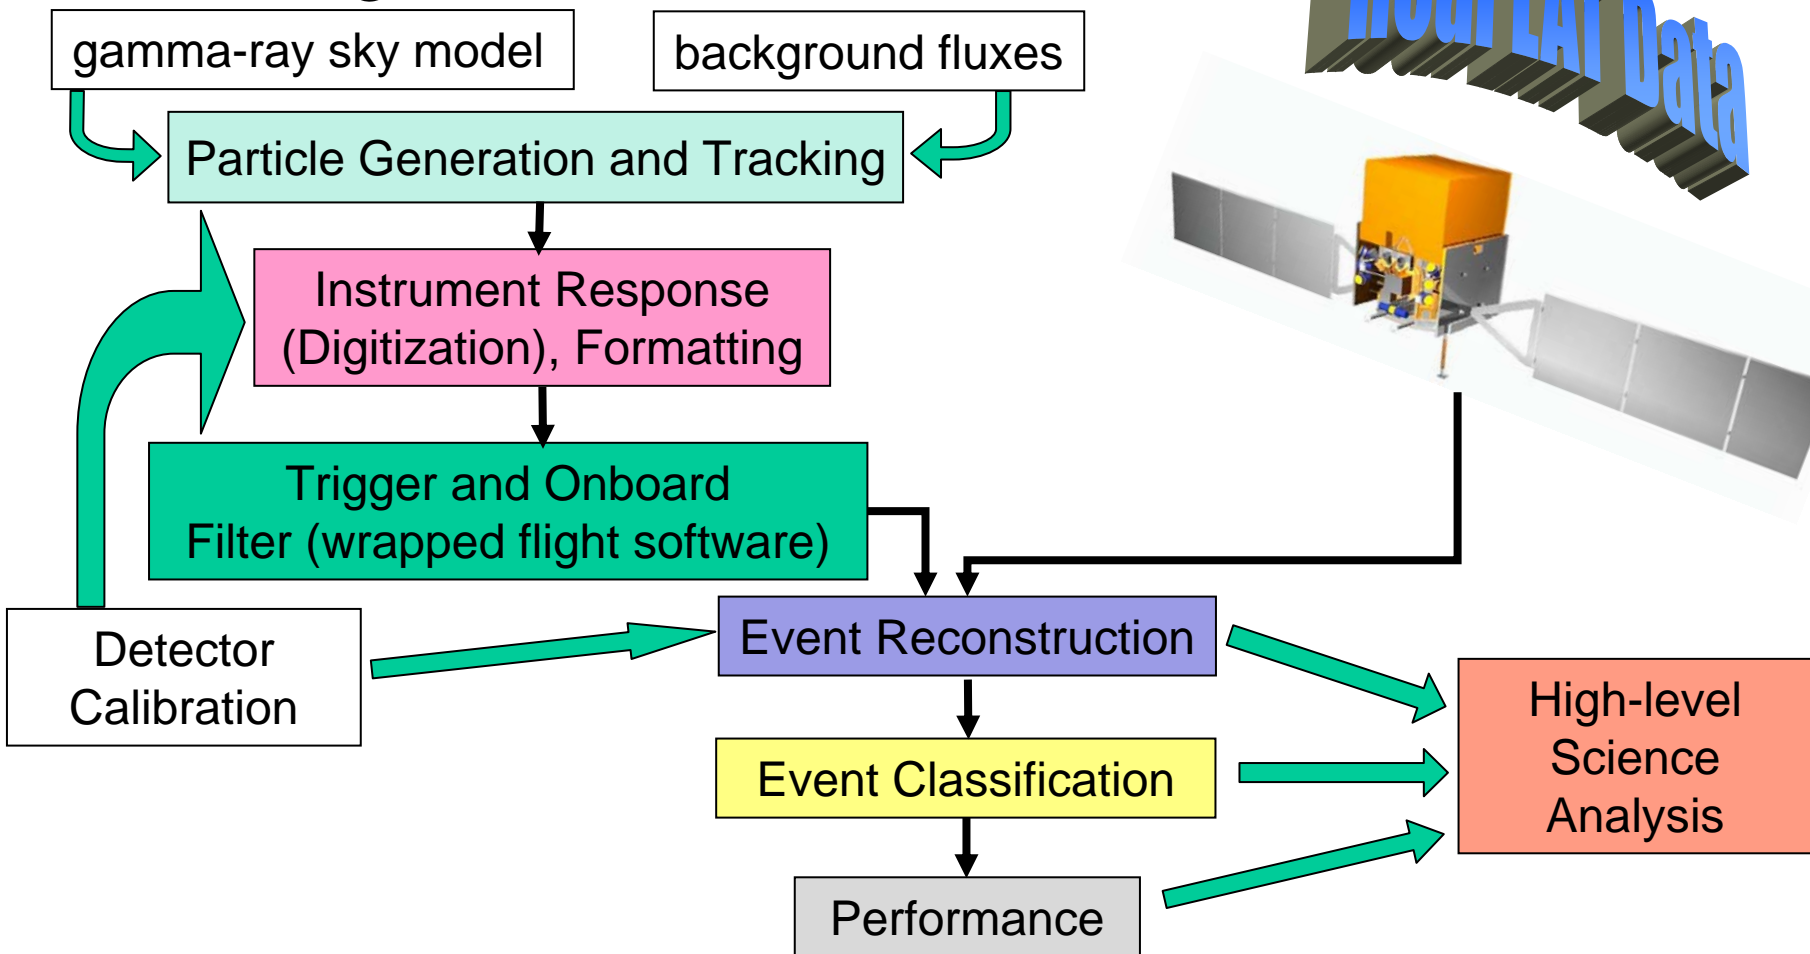 gamma-ray sky model
background fluxes
LAT Data
Particle Generation and Tracking
Instrument Response
(Digitization), Formatting
Trigger and Onboard
Filter (wrapped flight software)
Detector
Calibration
Event Reconstruction
High-level
Science
Analysis
Event Classification
Performance